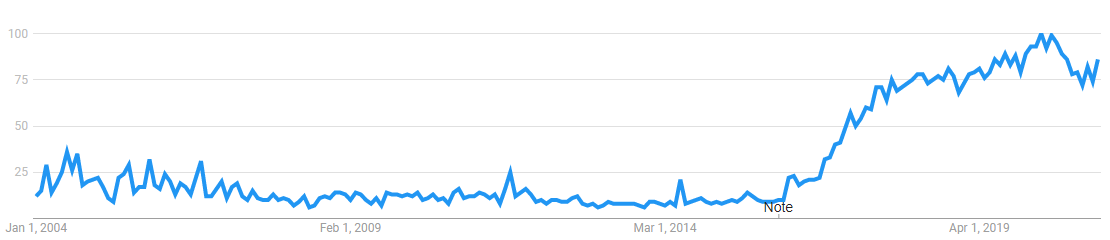 100
75
50
25
Note
Jan 1, 2004
Feb 1, 2009
Mar 1, 2014
Apr 1, 2019